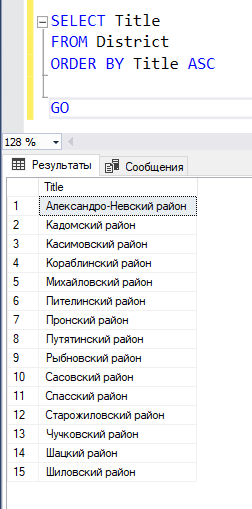 SELECT Title
FROM District
ORDER BY Title ASC
GO
128 %
Результаты Сообщения
Title
1 Александро-Невский район
2 Кадомский район
3 Касимовский район
4 Кораблинский район
5 Михайловский район
6 Пителинский район
7 Пронский район
8 Путятинский район
9 Рыбновский район
10 Сасовский район
11 Спасский район
12 Старожиловский район
13 Чучковский район
14 Шацкий район
15 Шиловский район